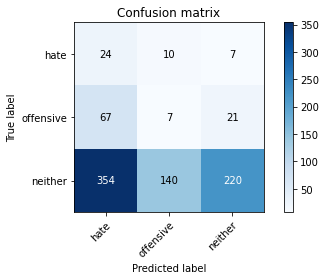 Confusion matrix
hate 24 10 7
offensive 67 7 21
neither 354 140 220
hate offensive neither
True label
Predicted label
350
300
250
200
150
100
50